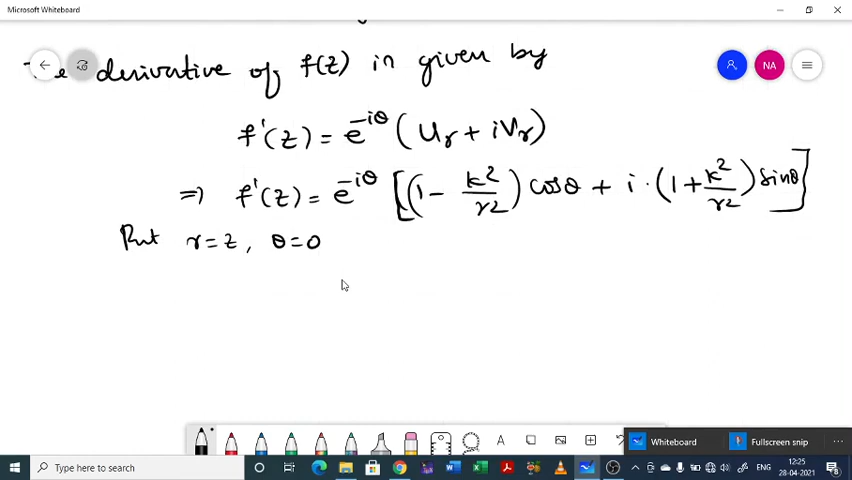 Microsoft Whiteboard
The derivative of f(z) is given by
f'(z) = e^{-iθ} (u_r + iv_r)
⇒ f'(z) = e^{-iθ} [(1 - k²/r²) cosθ + i · (1 + k²/r²) sinθ]
Put r = z, θ = 0
NA
A
Whiteboard
Fullscreen snip
Type here to search
ENG
12:25
28-04-2021